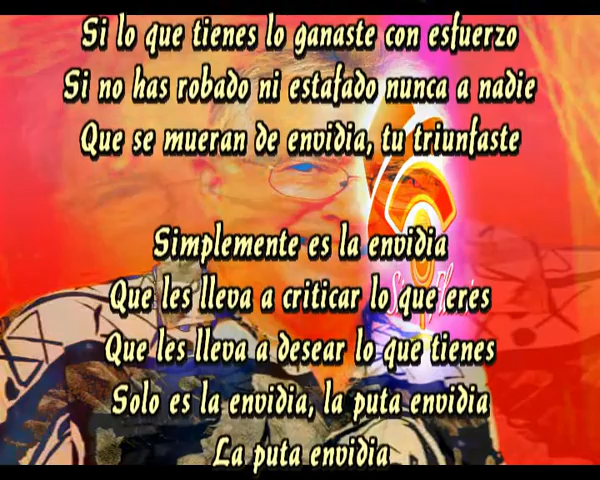 Si lo que tienes lo ganaste con esfuerzo
Si no has robado ni estafado nunca a nadie
Que se mueran de envidia, tu triunfaste
Simplemente es la envidia
Que les lleva a criticar lo que eres
Que les lleva a desear lo que tienes
Solo es la envidia, la puta envidia
La puta envidia